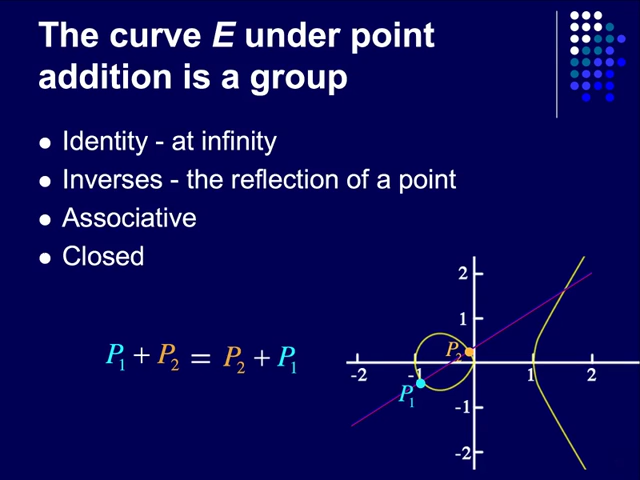 The curve E under point
addition is a group
Identity - at infinity
Inverses - the reflection of a point
Associative
Closed
P₁ + P₂ = P₂ + P₁
2
1
P₂
-2
-1
1
2
P₁
-1
-2